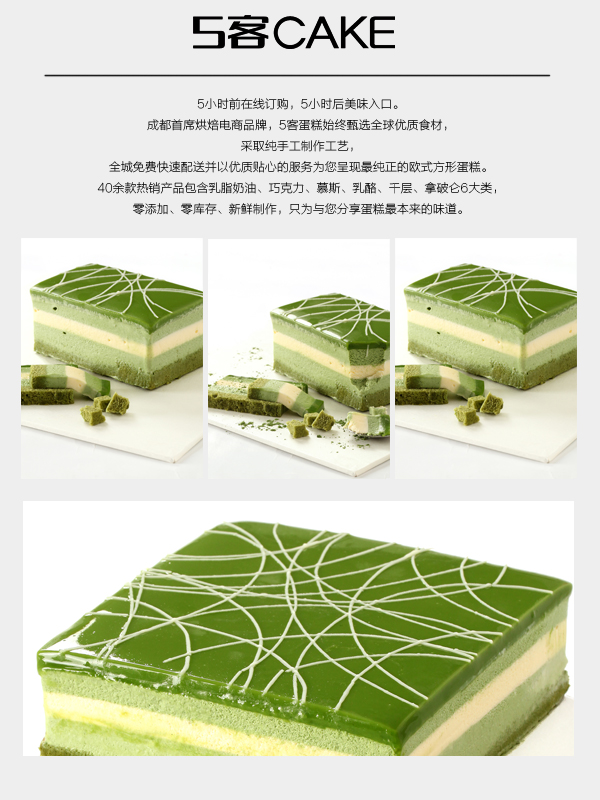 5客CAKE
5小时前在线订购，5小时后美味入口。
成都首席烘焙电商品牌，5客蛋糕始终甄选全球优质食材，
采取纯手工制作工艺，
全城免费快速配送并以优质贴心的服务为您呈现最纯正的欧式方形蛋糕。
40余款热销产品包含乳脂奶油、巧克力、慕斯、乳酪、千层、拿破仑6大类，
零添加、零库存、新鲜制作，只为与您分享蛋糕最本来的味道。